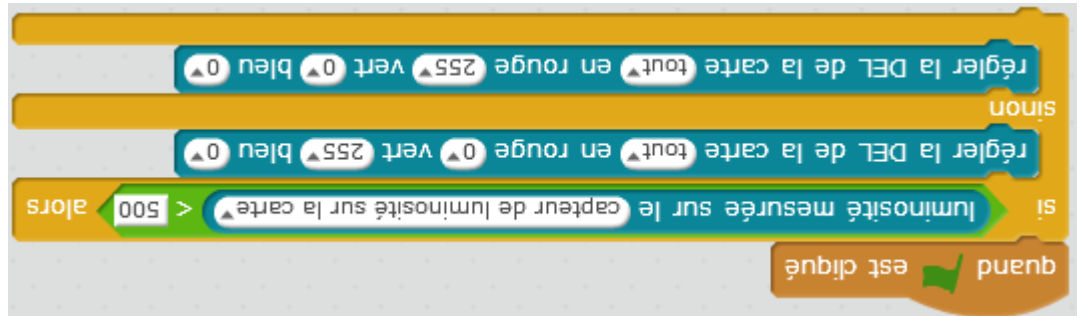 quand est cliqué
si luminosité mesurée sur le capteur de luminosité sur la carte < 500 alors
régler la DEL de la carte tout en rouge 0 vert 255 bleu 0
sinon
régler la DEL de la carte tout en rouge 255 vert 0 bleu 0